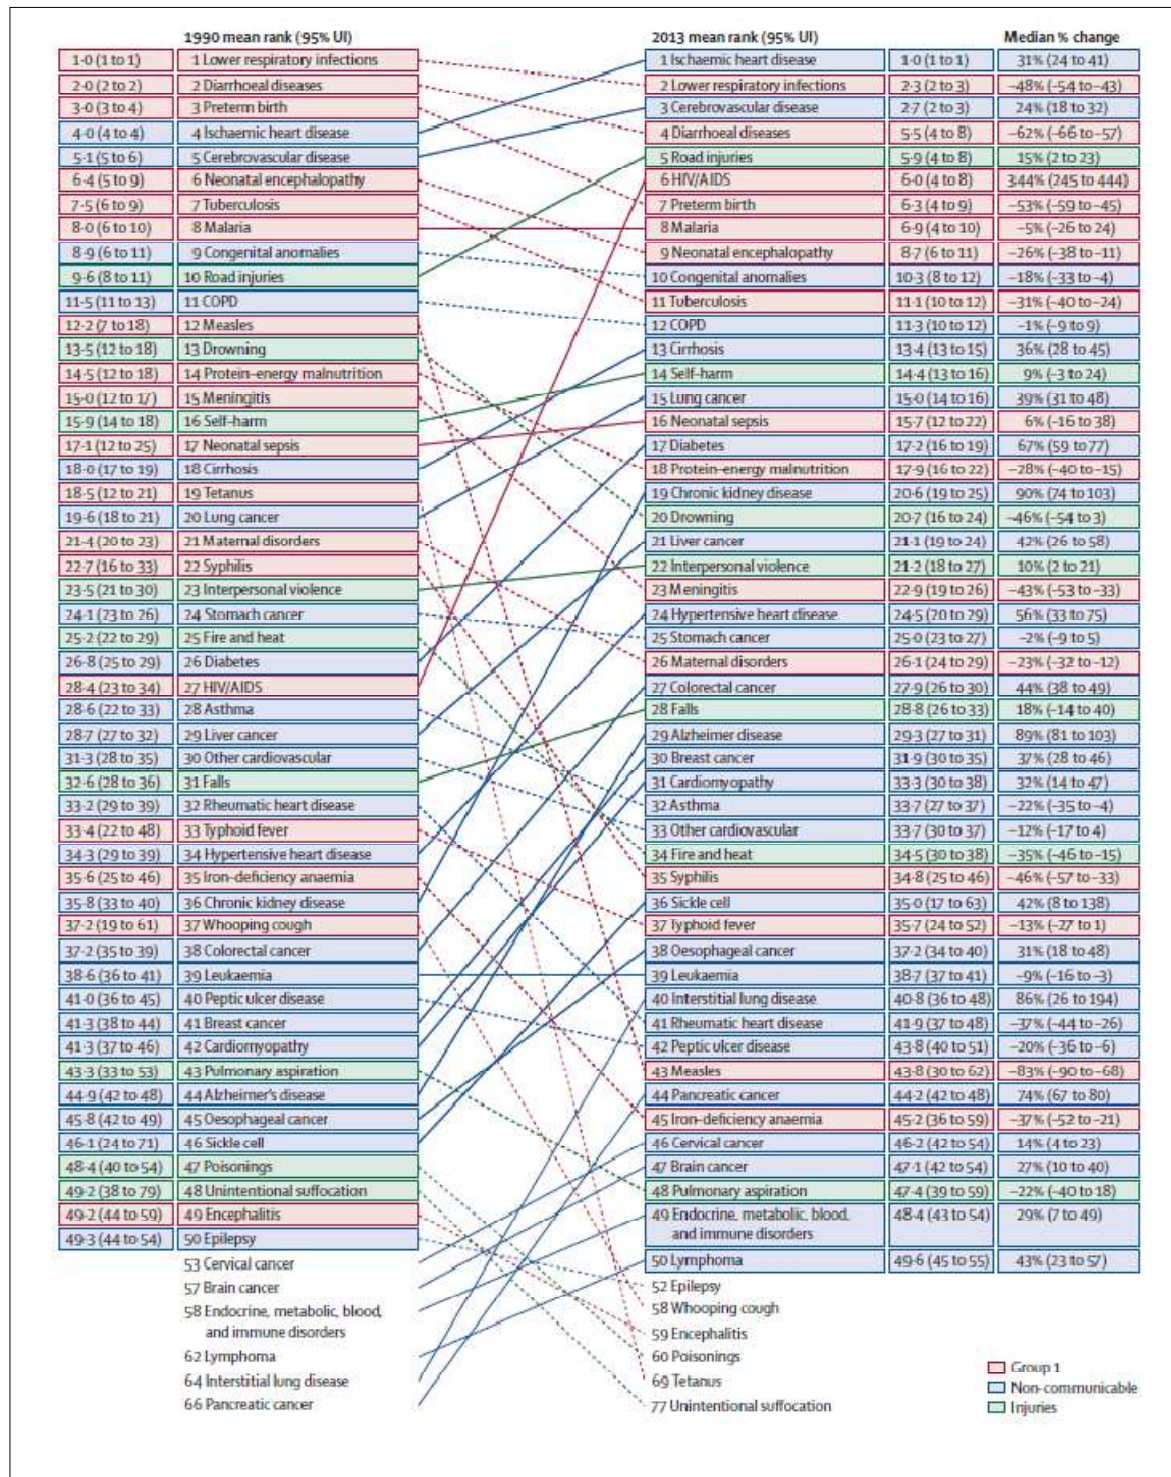 1990 mean rank (95% UI)
1·0 (1 to 1) 1 Lower respiratory infections
2·0 (2 to 2) 2 Diarrhoeal diseases
3·0 (3 to 4) 3 Preterm birth
4·0 (4 to 4) 4 Ischaemic heart disease
5·1 (5 to 6) 5 Cerebrovascular disease
6·4 (5 to 9) 6 Neonatal encephalopathy
7·5 (6 to 9) 7 Tuberculosis
8·0 (6 to 10) 8 Malaria
8·9 (6 to 11) 9 Congenital anomalies
9·6 (8 to 11) 10 Road injuries
11·5 (11 to 13) 11 COPD
12·2 (7 to 18) 12 Measles
13·5 (12 to 18) 13 Drowning
14·5 (12 to 18) 14 Protein-energy malnutrition
15·0 (12 to 17) 15 Meningitis
15·9 (14 to 18) 16 Self-harm
17·1 (12 to 25) 17 Neonatal sepsis
18·0 (17 to 19) 18 Cirrhosis
18·5 (12 to 21) 19 Tetanus
19·6 (18 to 21) 20 Lung cancer
21·4 (20 to 23) 21 Maternal disorders
22·7 (16 to 33) 22 Syphilis
23·5 (21 to 30) 23 Interpersonal violence
24·1 (23 to 26) 24 Stomach cancer
25·2 (22 to 29) 25 Fire and heat
26·8 (25 to 29) 26 Diabetes
28·4 (23 to 34) 27 HIV/AIDS
28·6 (22 to 33) 28 Asthma
28·7 (27 to 32) 29 Liver cancer
31·3 (28 to 35) 30 Other cardiovascular
32·6 (28 to 36) 31 Falls
33·2 (29 to 39) 32 Rheumatic heart disease
33·4 (22 to 48) 33 Typhoid fever
34·3 (29 to 39) 34 Hypertensive heart disease
35·6 (25 to 46) 35 Iron-deficiency anaemia
35·8 (33 to 40) 36 Chronic kidney disease
37·2 (19 to 61) 37 Whooping cough
37·2 (35 to 39) 38 Colorectal cancer
38·6 (36 to 41) 39 Leukaemia
41·0 (36 to 45) 40 Peptic ulcer disease
41·3 (38 to 44) 41 Breast cancer
41·3 (37 to 46) 42 Cardiomyopathy
43·3 (33 to 53) 43 Pulmonary aspiration
44·9 (42 to 48) 44 Alzheimer's disease
45·8 (42 to 49) 45 Oesophageal cancer
46·1 (24 to 71) 46 Sickle cell
48·4 (40 to 54) 47 Poisonings
49·2 (38 to 79) 48 Unintentional suffocation
49·2 (44 to 59) 49 Encephalitis
49·3 (44 to 54) 50 Epilepsy
53 Cervical cancer
57 Brain cancer
58 Endocrine, metabolic, blood,
and immune disorders
62 Lymphoma
64 Interstitial lung disease
66 Pancreatic cancer
2013 mean rank (95% UI) Median % change
1 Ischaemic heart disease 1·0 (1 to 1) 31% (24 to 41)
2 Lower respiratory infections 2·3 (2 to 3) −48% (−54 to −43)
3 Cerebrovascular disease 2·7 (2 to 3) 24% (18 to 32)
4 Diarrhoeal diseases 5·5 (4 to 8) −62% (−66 to −57)
5 Road injuries 5·9 (4 to 8) 15% (2 to 23)
6 HIV/AIDS 6·0 (4 to 8) 344% (245 to 444)
7 Preterm birth 6·3 (4 to 9) −53% (−59 to −45)
8 Malaria 6·9 (4 to 10) −5% (−26 to 24)
9 Neonatal encephalopathy 8·7 (6 to 11) −26% (−38 to −11)
10 Congenital anomalies 10·3 (8 to 12) −18% (−33 to −4)
11 Tuberculosis 11·1 (10 to 12) −31% (−40 to −24)
12 COPD 11·3 (10 to 12) −1% (−9 to 9)
13 Cirrhosis 13·4 (13 to 15) 36% (28 to 45)
14 Self-harm 14·4 (13 to 16) 9% (−3 to 24)
15 Lung cancer 15·0 (14 to 16) 39% (31 to 48)
16 Neonatal sepsis 15·7 (12 to 22) 6% (−16 to 38)
17 Diabetes 17·2 (16 to 19) 67% (59 to 77)
18 Protein-energy malnutrition 17·9 (16 to 22) −28% (−40 to −15)
19 Chronic kidney disease 20·6 (19 to 25) 90% (74 to 103)
20 Drowning 20·7 (16 to 24) −46% (−54 to 3)
21 Liver cancer 21·1 (19 to 24) 42% (26 to 58)
22 Interpersonal violence 21·2 (18 to 27) 10% (2 to 21)
23 Meningitis 22·9 (19 to 26) −43% (−53 to −33)
24 Hypertensive heart disease 24·5 (20 to 29) 56% (33 to 75)
25 Stomach cancer 25·0 (23 to 27) −2% (−9 to 5)
26 Maternal disorders 26·1 (24 to 29) −23% (−32 to −12)
27 Colorectal cancer 27·9 (26 to 30) 44% (38 to 49)
28 Falls 28·8 (26 to 33) 18% (−14 to 40)
29 Alzheimer disease 29·3 (27 to 31) 89% (81 to 103)
30 Breast cancer 31·9 (30 to 35) 37% (28 to 46)
31 Cardiomyopathy 33·3 (30 to 38) 32% (14 to 47)
32 Asthma 33·7 (27 to 37) −22% (−35 to −4)
33 Other cardiovascular 33·7 (30 to 37) −12% (−17 to 4)
34 Fire and heat 34·5 (30 to 38) −35% (−46 to −15)
35 Syphilis 34·8 (25 to 46) −46% (−57 to −33)
36 Sickle cell 35·0 (17 to 63) 42% (8 to 138)
37 Typhoid fever 35·7 (24 to 52) −13% (−27 to 1)
38 Oesophageal cancer 37·2 (34 to 40) 31% (18 to 48)
39 Leukaemia 38·7 (37 to 41) −9% (−16 to −3)
40 Interstitial lung disease 40·8 (36 to 48) 86% (26 to 194)
41 Rheumatic heart disease 41·9 (37 to 48) −37% (−44 to −26)
42 Peptic ulcer disease 43·8 (40 to 51) −20% (−36 to −6)
43 Measles 43·8 (30 to 62) −83% (−90 to −68)
44 Pancreatic cancer 44·2 (42 to 48) 74% (67 to 80)
45 Iron-deficiency anaemia 45·2 (36 to 59) −37% (−52 to −21)
46 Cervical cancer 46·2 (42 to 54) 14% (4 to 23)
47 Brain cancer 47·1 (42 to 54) 27% (10 to 40)
48 Pulmonary aspiration 47·4 (39 to 59) −22% (−40 to 18)
49 Endocrine, metabolic, blood, 48·4 (43 to 54) 29% (7 to 49)
and immune disorders
50 Lymphoma 49·6 (45 to 55) 43% (23 to 57)
52 Epilepsy
58 Whooping cough
59 Encephalitis
60 Poisonings
69 Tetanus
77 Unintentional suffocation
Group 1
Non-communicable
Injuries